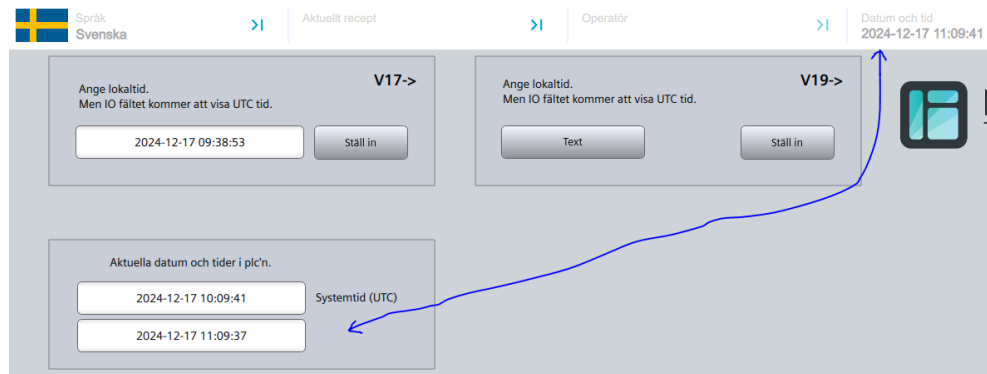 Språk
Svenska
Aktuellt recept
Operatör
Datum och tid
2024-12-17 11:09:41
Ange lokaltid.
Men IO fältet kommer att visa UTC tid.
V17->
2024-12-17 09:38:53
Ställ in
Ange lokaltid.
Men IO fältet kommer att visa UTC tid.
V19->
Text
Ställ in
Aktuella datum och tider i plc'n.
2024-12-17 10:09:41
Systemtid (UTC)
2024-12-17 11:09:37